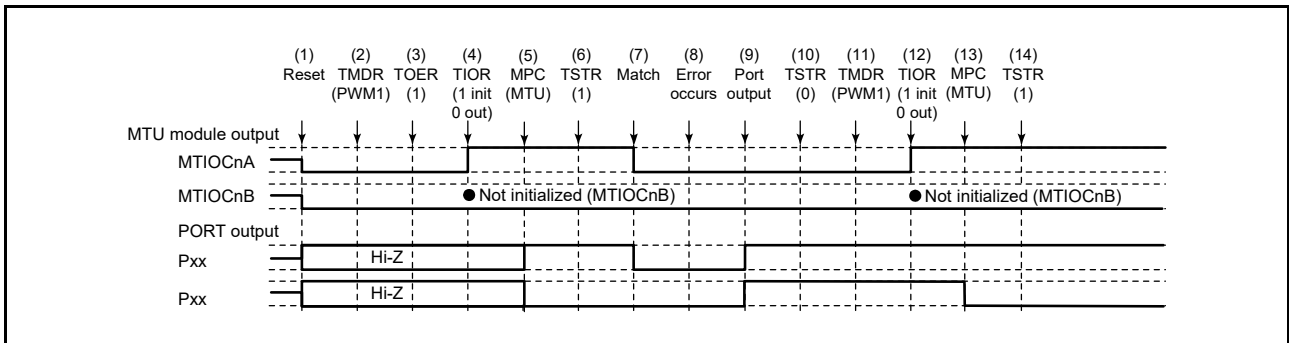 (1) (2) (3) (4) (5) (6) (7) (8) (9) (10) (11) (12) (13) (14)
Reset TMDR TOER TIOR MPC TSTR Match Error Port TSTR TMDR TIOR MPC TSTR
(PWM1) (1) (1 init (MTU) (1) occurs output (0) (PWM1) (1 init (MTU) (1)
0 out) 0 out)
MTU module output
MTIOCnA
MTIOCnB ● Not initialized (MTIOCnB) ● Not initialized (MTIOCnB)
PORT output
Pxx Hi-Z
Pxx Hi-Z